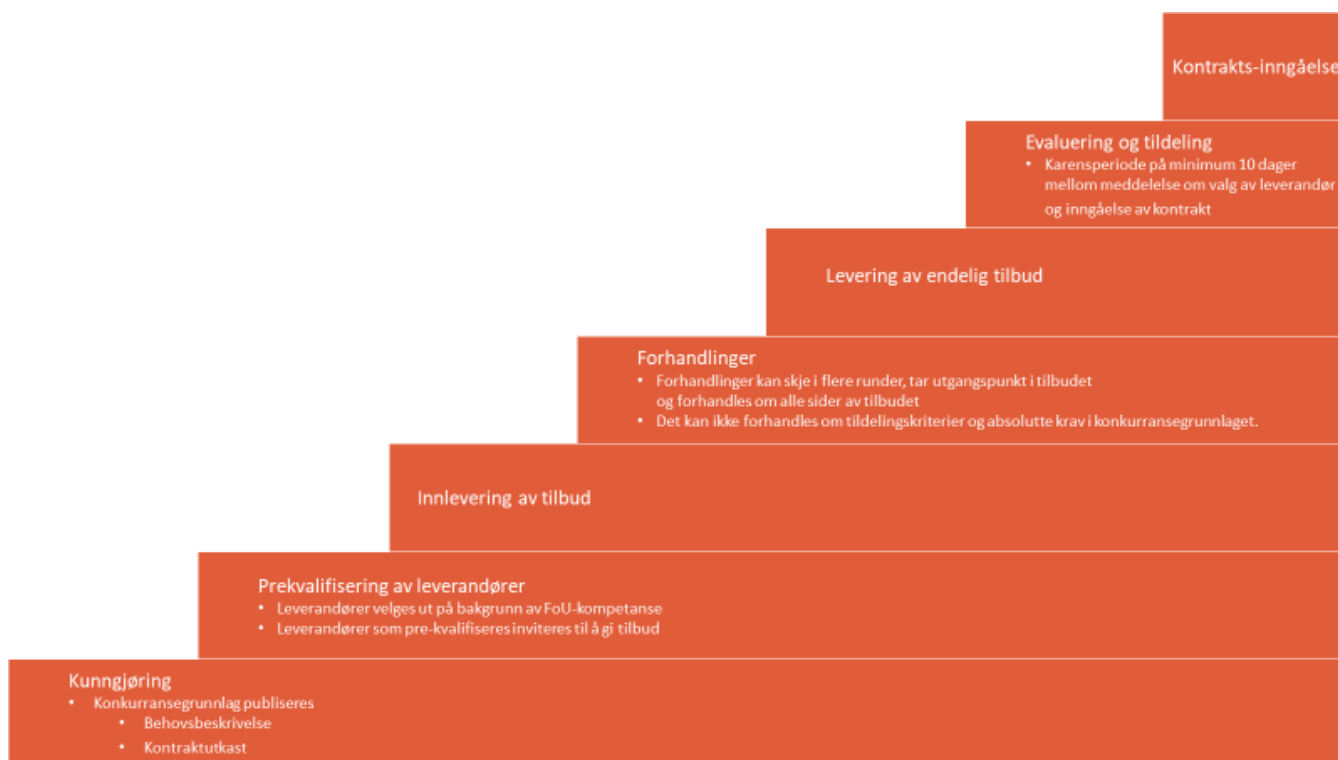 Kontrakts-inngåelse
Evaluering og tildeling
• Karensperiode på minimum 10 dager
mellom meddelelse om valg av leverandør
og inngåelse av kontrakt
Levering av endelig tilbud
Forhandlinger
• Forhandlinger kan skje i flere runder, tar utgangspunkt i tilbudet
og forhandles om alle sider av tilbudet
• Det kan ikke forhandles om tildelingskriterier og absolutte krav i konkurransegrunnlaget.
Innlevering av tilbud
Prekvalifisering av leverandører
• Leverandører velges ut på bakgrunn av FoU-kompetanse
• Leverandører som pre-kvalifiseres inviteres til å gi tilbud
Kunngjøring
• Konkurransegrunnlag publiseres
• Behovsbeskrivelse
• Kontraktutkast